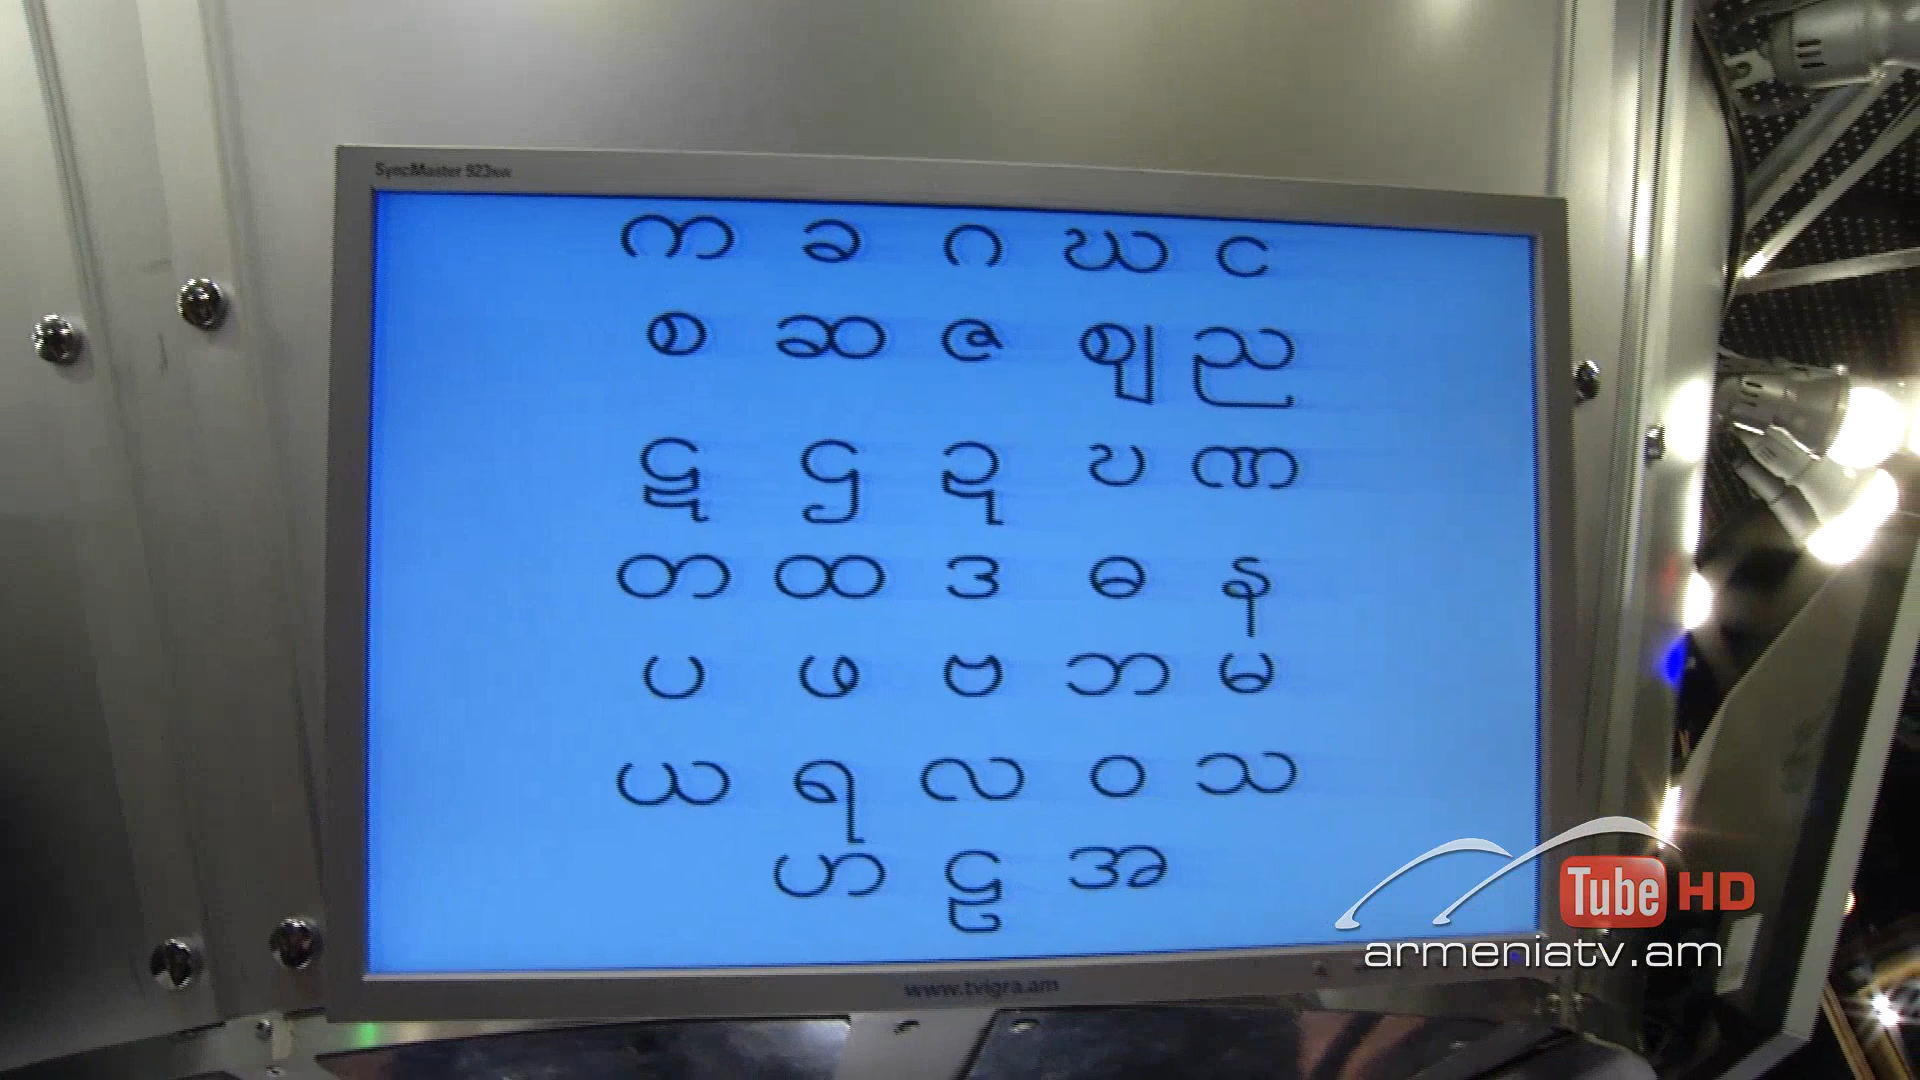 SyncMaster 923nw
က ခ ဂ ဃ င
စ ဆ ဇ ဈ ည
ဋ ဌ ဍ ဎ ဏ
တ ထ ဒ ဓ န
ပ ဖ ဗ ဘ မ
ယ ရ လ ဝ သ
ဟ ဠ အ
Tube HD
armeniatv.am
www.tvigra.am